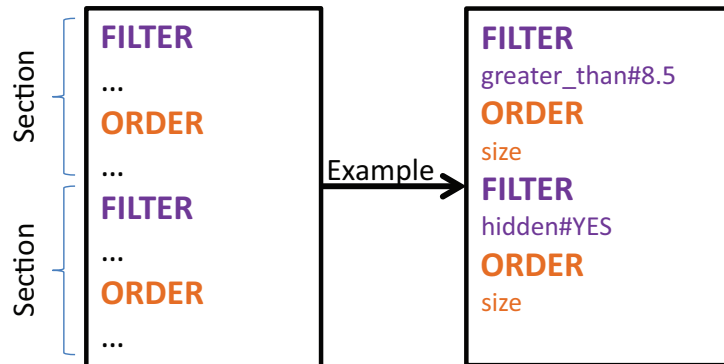 Section
Section
FILTER
...
ORDER
...
FILTER
...
ORDER
...
Example
FILTER
greater_than#8.5
ORDER
size
FILTER
hidden#YES
ORDER
size